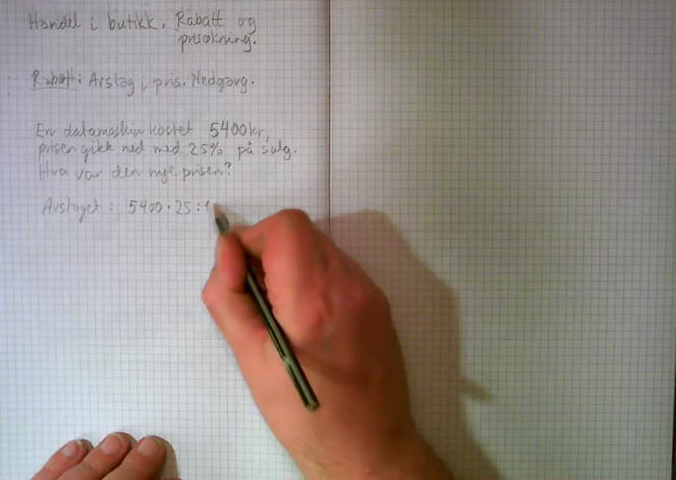 Handel i butikk. Rabatt og
prisøkning.
Rabatt: Avslag i pris. Nedgang.
En datamaskin kostet 5400kr,
prisen gikk ned med 25% på salg.
Hva var den nye prisen?
Avslaget: 5400·25:1